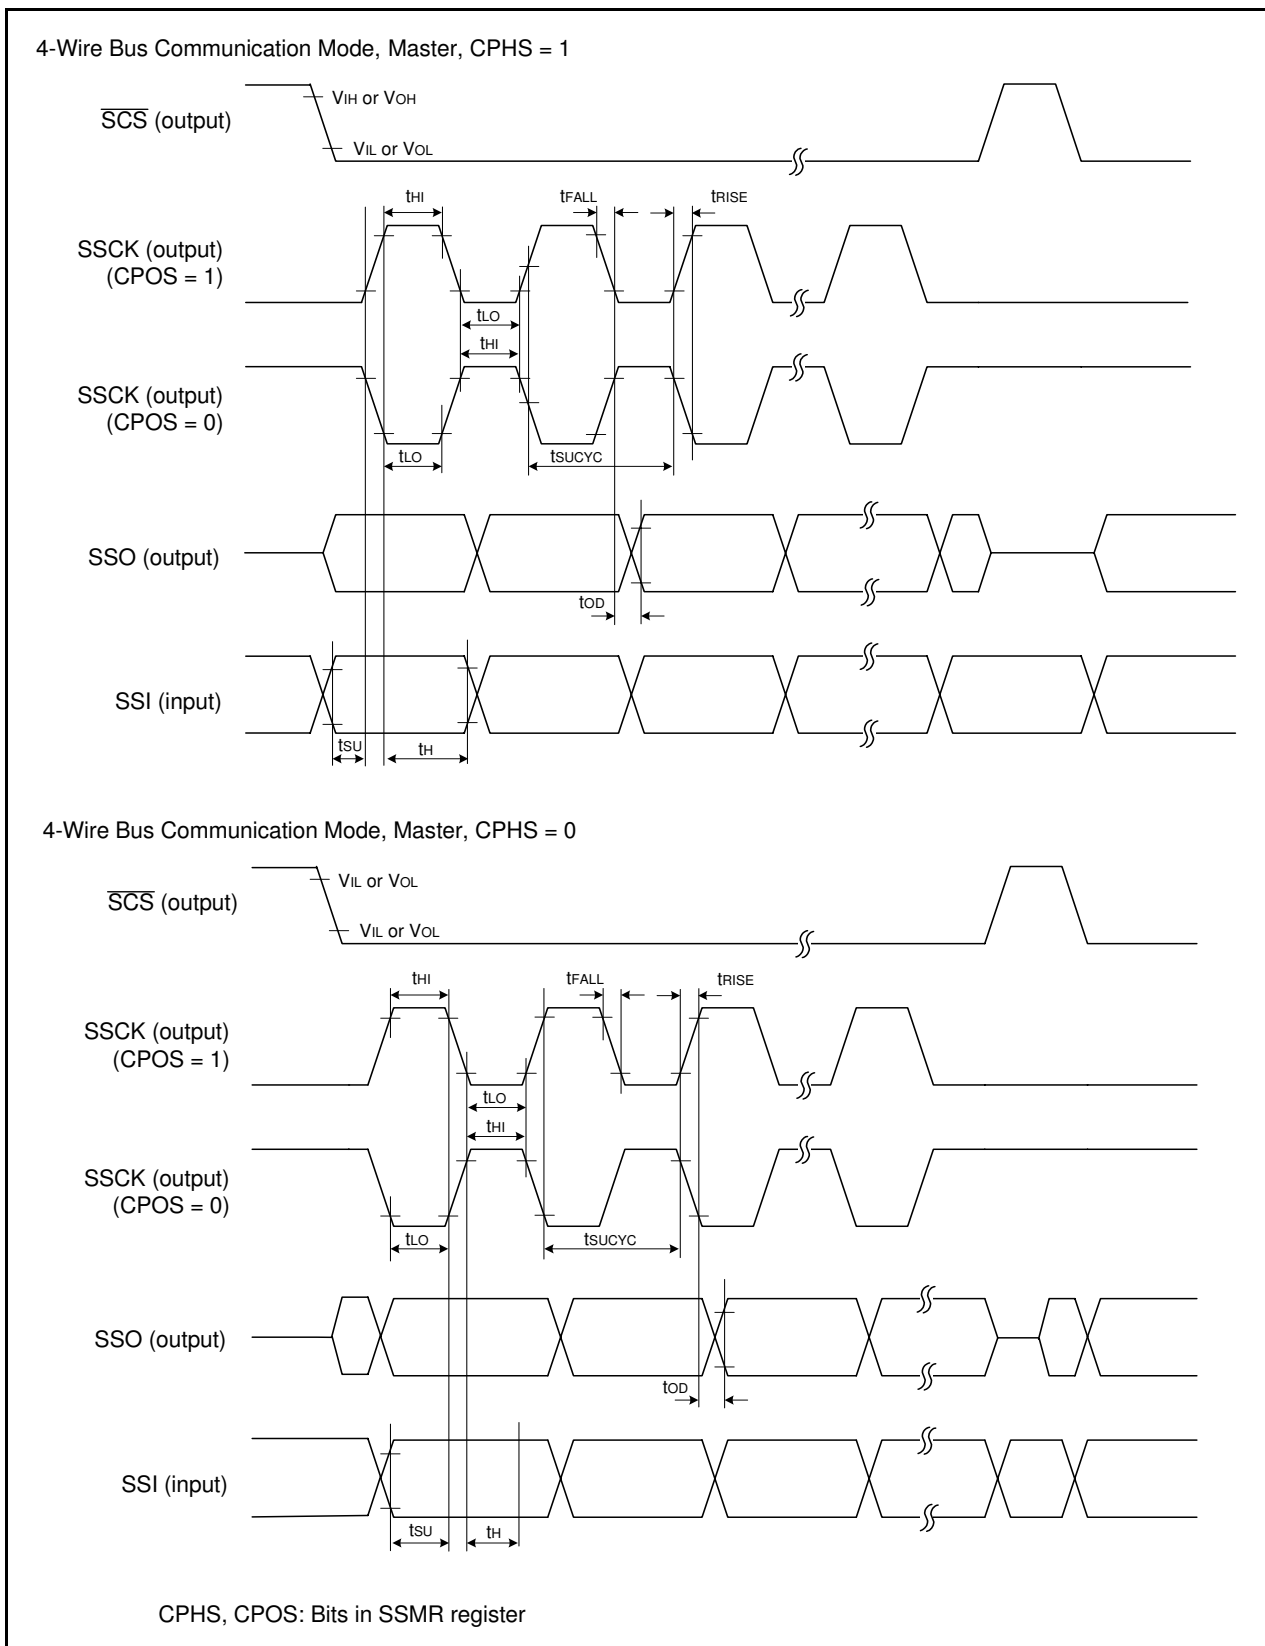 4-Wire Bus Communication Mode, Master, CPHS = 1
VIH or VOH
SCS (output)
VIL or VOL
tHI
tFALL
tRISE
SSCK (output)
(CPOS = 1)
tLO
tHI
SSCK (output)
(CPOS = 0)
tLO
tSUCYC
SSO (output)
tOD
SSI (input)
tSU
tH
4-Wire Bus Communication Mode, Master, CPHS = 0
VIL or VOL
SCS (output)
VIL or VOL
tHI
tFALL
tRISE
SSCK (output)
(CPOS = 1)
tLO
tHI
SSCK (output)
(CPOS = 0)
tLO
tSUCYC
SSO (output)
tOD
SSI (input)
tSU
tH
CPHS, CPOS: Bits in SSMR register